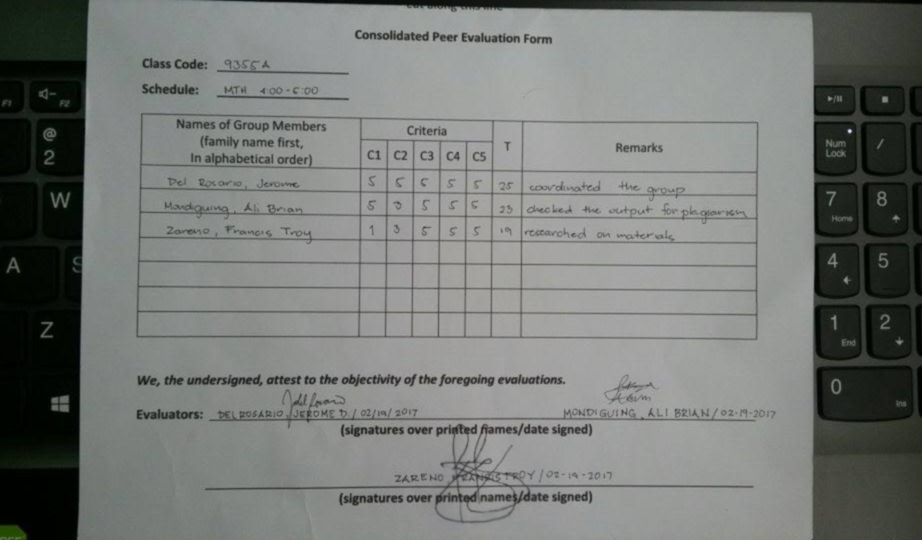 cut along this line
Consolidated Peer Evaluation Form
Class Code: 9355A
Schedule: MTH 4:00-5:00
Names of Group Members
(family name first,
In alphabetical order)
Criteria
T
Remarks
C1 C2 C3 C4 C5
Del Rosario, Jerome 5 5 5 5 5 25 coordinated the group
Mondiguing, Ali Brian 5 3 5 5 5 23 checked the output for plagiarism
Zareno, Francis Troy 1 3 5 5 5 19 researched on materials
We, the undersigned, attest to the objectivity of the foregoing evaluations.
Evaluators: DEL ROSARIO, JEROME D. / 02/19/2017 MONDIGUING, ALI BRIAN / 02-19-2017
(signatures over printed names/date signed)
ZARENO FRANCIS TROY / 02-19-2017
(signatures over printed names/date signed)
F1
F2
@
2
W
A
S
Z
Num
Lock
/
7
Home
8
4
5
1
End
2
0
Ins